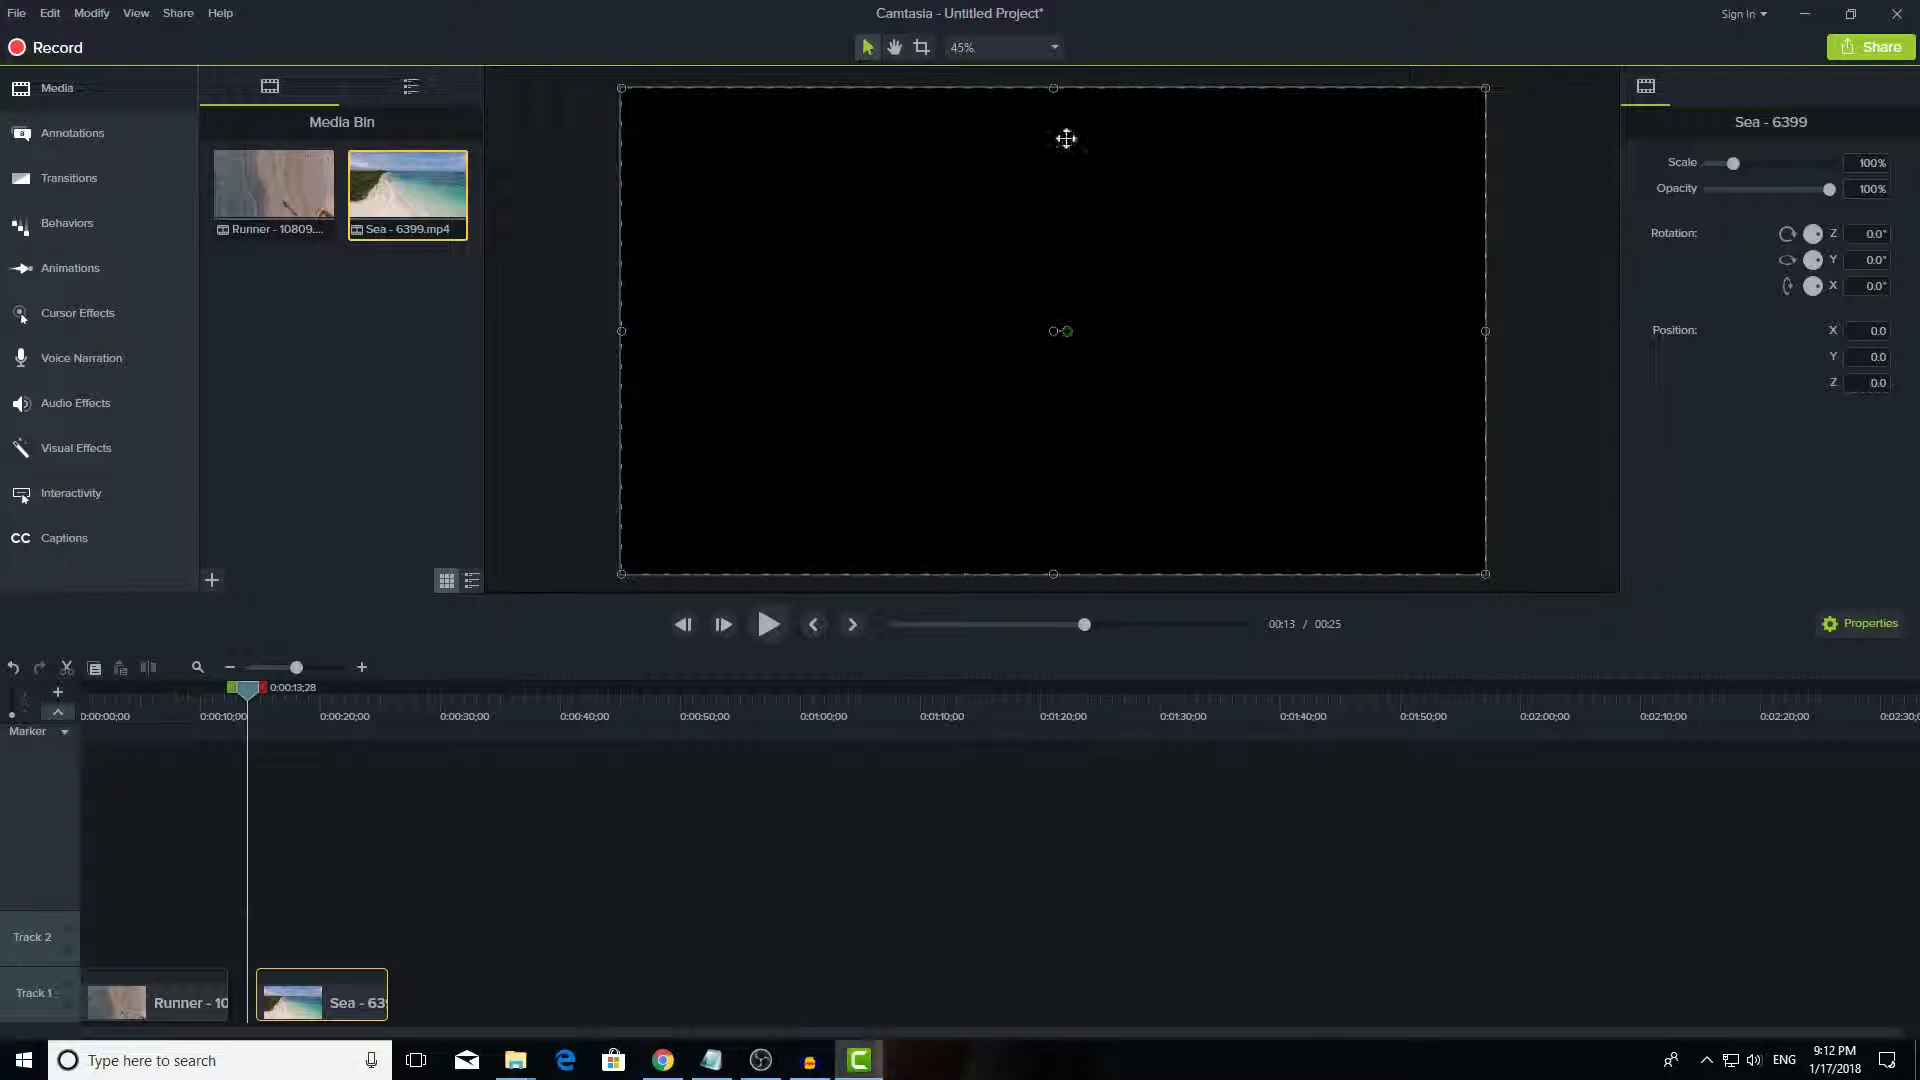 File Edit Modify View Share Help
Camtasia - Untitled Project*
Sign In
Record
45%
Share
Media
Annotations
Transitions
Behaviors
Animations
Cursor Effects
Voice Narration
Audio Effects
Visual Effects
Interactivity
CC Captions
Media Bin
Runner - 10809....
Sea - 6399.mp4
Sea - 6399
Scale 100%
Opacity 100%
Rotation: Z 0.0°
Y 0.0°
X 0.0°
Position: X 0.0
Y 0.0
Z 0.0
00:13 / 00:25
Properties
0:00:13;28
0:00:00;00 0:00:10;00 0:00:20;00 0:00:30;00 0:00:40;00 0:00:50;00 0:01:00;00 0:01:10;00 0:01:20;00 0:01:30;00 0:01:40;00 0:01:50;00 0:02:00;00 0:02:10;00 0:02:20;00 0:02:30;0
Marker
Track 2
Track 1
Runner - 10
Sea - 639
Type here to search
ENG
9:12 PM
1/17/2018